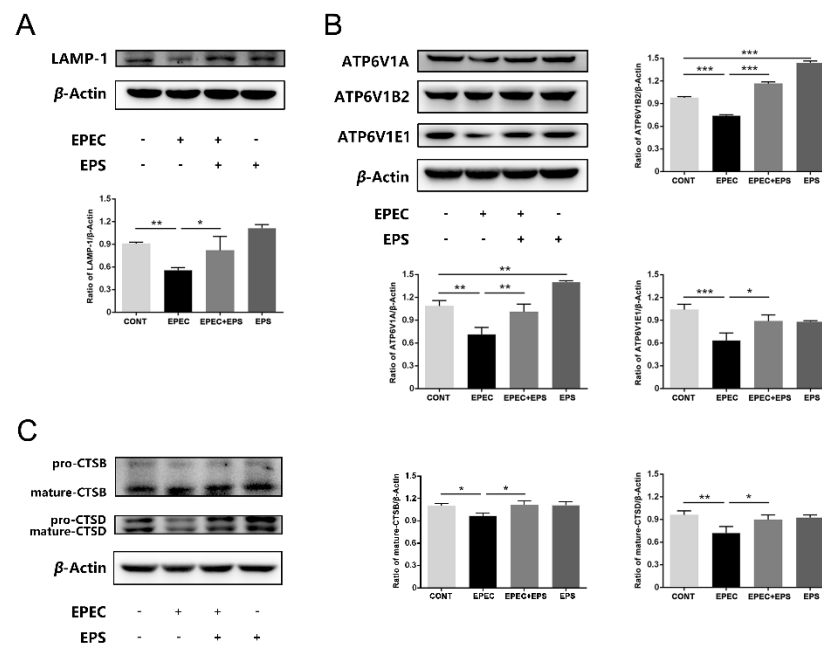 A
LAMP-1
β-Actin
EPEC - + + -
EPS - - + +
Ratio of LAMP-1/β-Actin
1.5
1.2
0.9
0.6
0.3
0
** *
CONT EPEC EPEC+EPS EPS
B
ATP6V1A
ATP6V1B2
ATP6V1E1
β-Actin
EPEC - + + -
EPS - - + +
Ratio of ATP6V1B2/β-Actin
1.5
1.2
0.9
0.6
0.3
0
***
*** ***
CONT EPEC EPEC+EPS EPS
Ratio of ATP6V1A/β-Actin
1.5
1.2
0.9
0.6
0.3
0
**
** **
CONT EPEC EPEC+EPS EPS
Ratio of ATP6V1E1/β-Actin
1.5
1.2
0.9
0.6
0.3
0
*** *
CONT EPEC EPEC+EPS EPS
C
pro-CTSB
mature-CTSB
pro-CTSD
mature-CTSD
β-Actin
EPEC - + + -
EPS - - + +
Ratio of mature-CTSB/β-Actin
1.5
1.2
0.9
0.6
0.3
0
* *
CONT EPEC EPEC+EPS EPS
Ratio of mature-CTSD/β-Actin
1.5
1.2
0.9
0.6
0.3
0
** *
CONT EPEC EPEC+EPS EPS